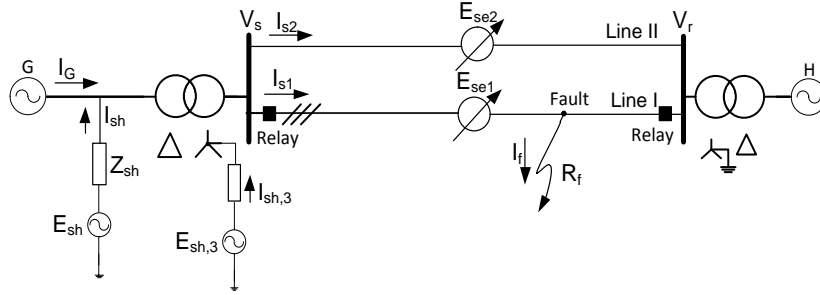 V_s
I_s2
E_se2
Line II
V_r
G
I_G
I_s1
E_se1
Fault
Line I
H
I_sh
Relay
Relay
Z_sh
Δ
I_f
R_f
Δ
I_sh,3
E_sh
E_sh,3